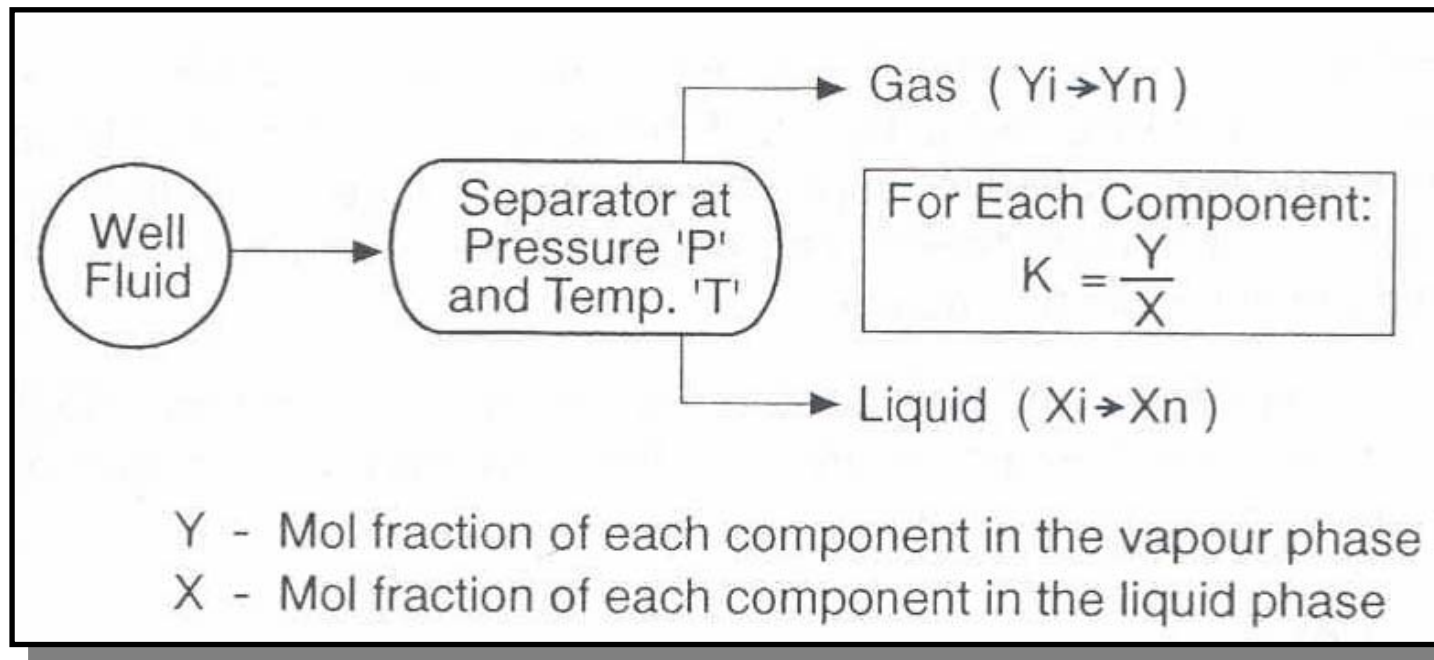 Gas ( Yi→Yn )
Well
Fluid
Separator at
Pressure 'P'
and Temp. 'T'
For Each Component:
K = Y/X
Liquid ( Xi→Xn )
Y - Mol fraction of each component in the vapour phase
X - Mol fraction of each component in the liquid phase